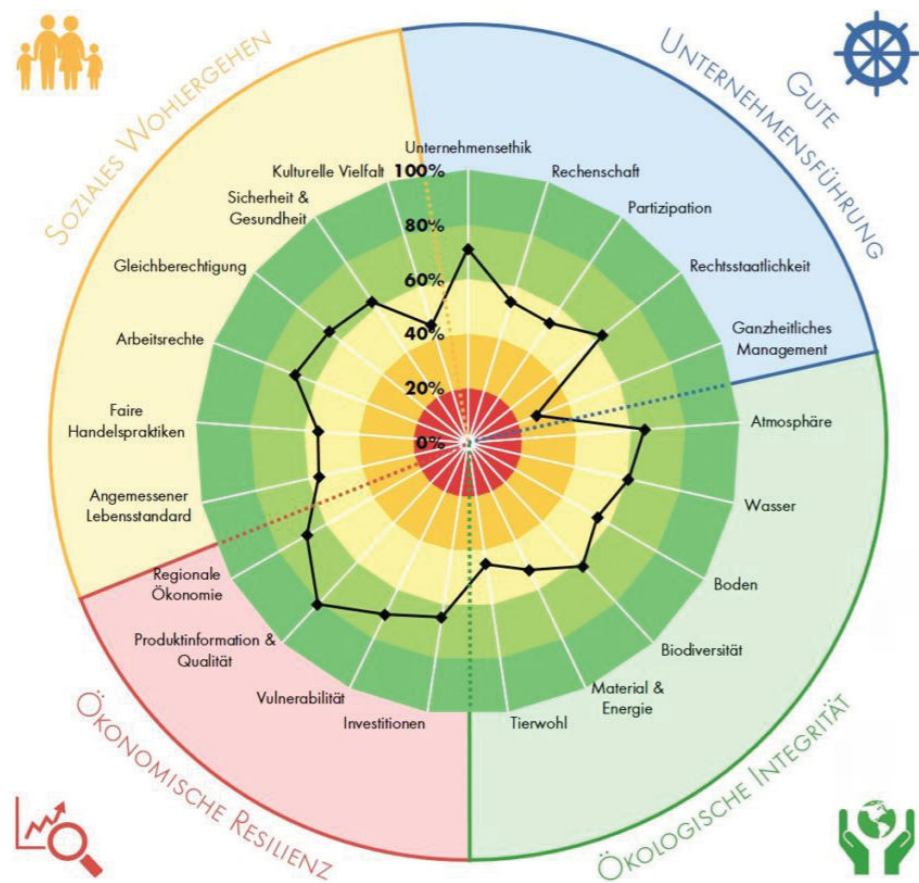 SOZIALES WOHLERGEHEN
GUTE
UNTERNEHMENSFÜHRUNG
Unternehmensethik
Kulturelle Vielfalt
100%
Rechenschaft
Sicherheit &
Gesundheit
Partizipation
80%
Gleichberechtigung
Rechtsstaatlichkeit
60%
Arbeitsrechte
Ganzheitliches
Management
40%
20%
Faire
Handelspraktiken
Atmosphäre
0%
Angemessener
Lebensstandard
Wasser
Regionale
Ökonomie
Boden
Produktinformation &
Qualität
Biodiversität
Vulnerabilität
Material &
Energie
Investitionen
Tierwohl
ÖKONOMISCHE RESILIENZ
ÖKOLOGISCHE INTEGRITÄT